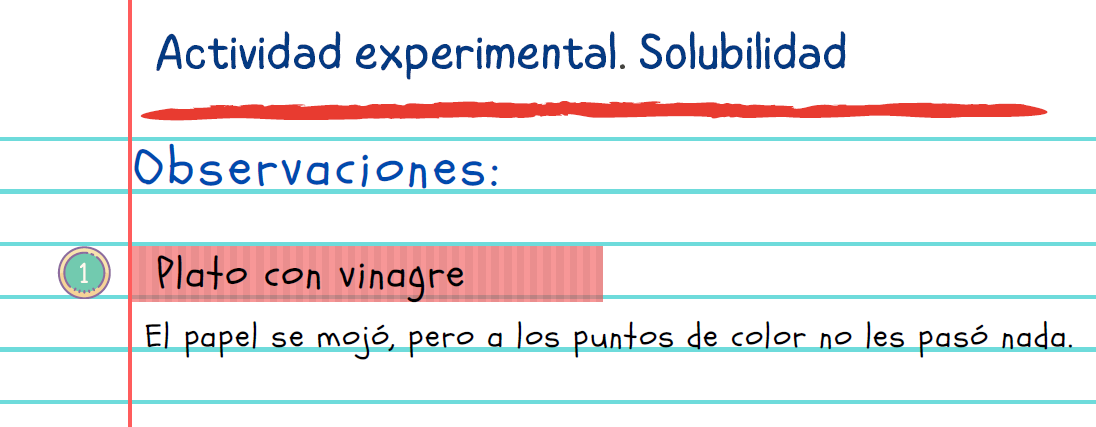 Actividad experimental. Solubilidad
Observaciones:
1 Plato con vinagre
El papel se mojó, pero a los puntos de color no les pasó nada.